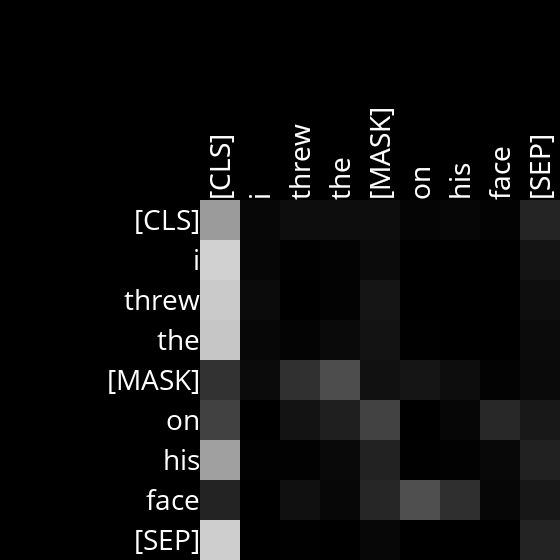 [CLS] i threw the [MASK] on his face [SEP]
[CLS]
i
threw
the
[MASK]
on
his
face
[SEP]